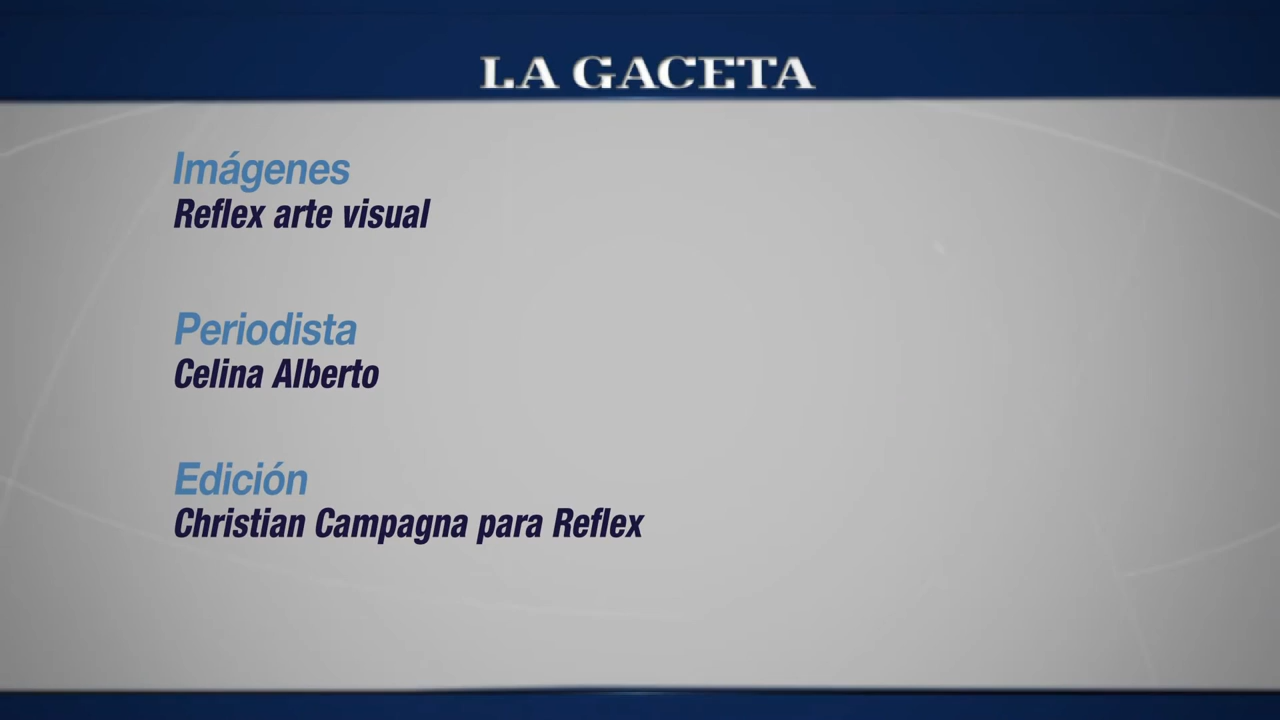 LA GACETA
Imágenes
Reflex arte visual
Periodista
Celina Alberto
Edición
Christian Campagna para Reflex